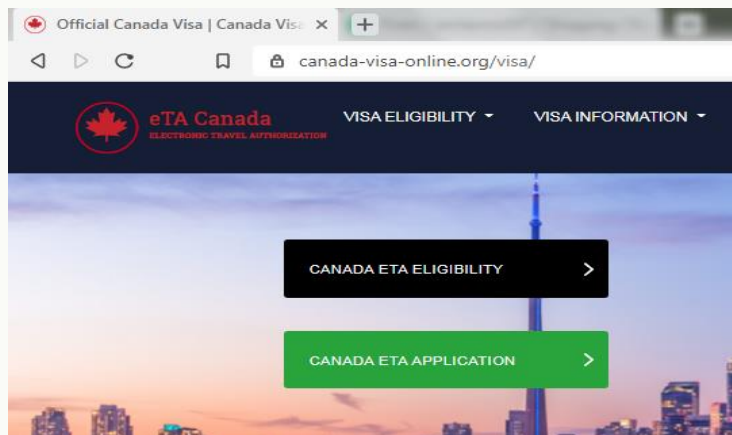 Official Canada Visa | Canada Vis
canada-visa-online.org/visa/
eTA Canada
ELECTRONIC TRAVEL AUTHORIZATION
VISA ELIGIBILITY
VISA INFORMATION
CANADA ETA ELIGIBILITY
CANADA ETA APPLICATION